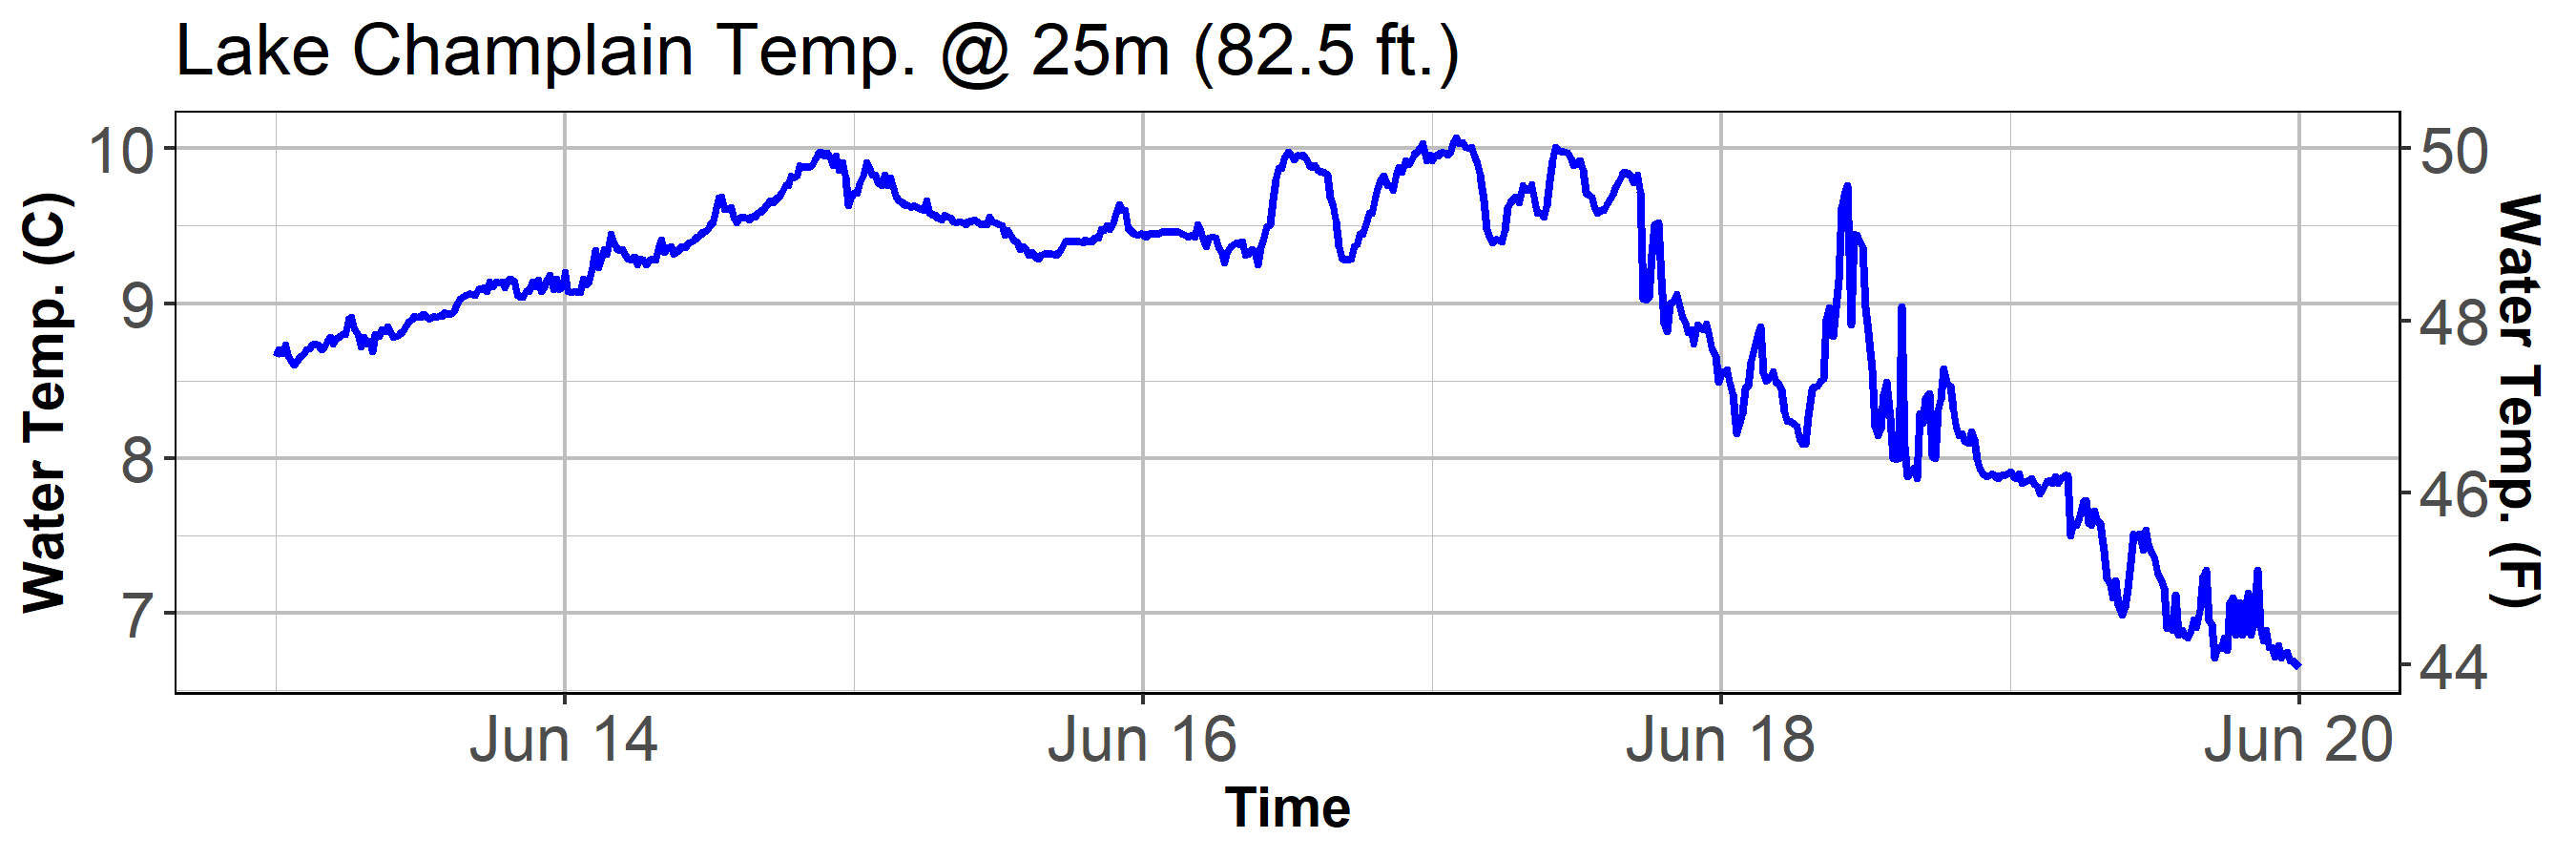 Lake Champlain Temp. @ 25m (82.5 ft.)
Water Temp. (C)
10
9
8
7
50
48
46
44
Water Temp. (F)
Jun 14 Jun 16 Jun 18 Jun 20
Time